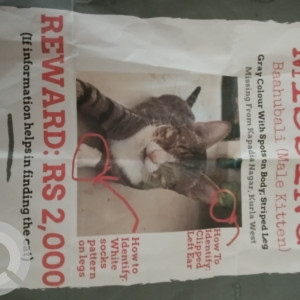 MISSING
Baahubali (Male Kitten)
Gray Colour With Spots on Body, Striped Leg
Missing From Kapadia Nagar, Kurla West
How To
Identify:
Clipped
Left Ear
How to
Identify:
White
socks
pattern
on legs
REWARD: RS 2,000
(If information helps in finding the cat)